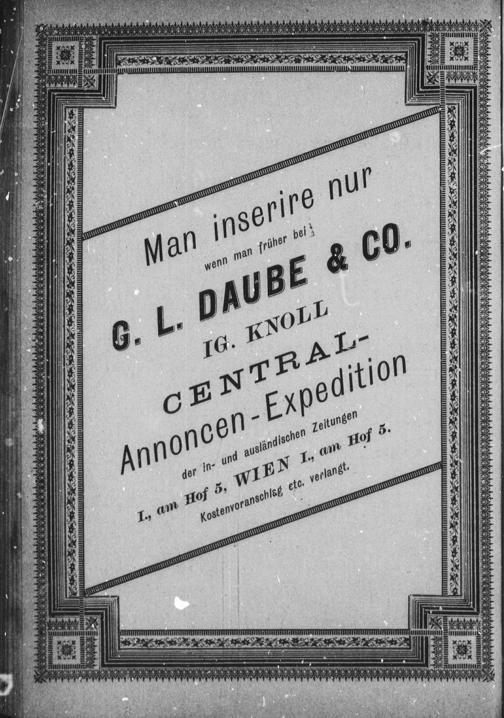 Man inserire nur
wenn man früher bei
G. L. DAUBE & CO.
IG. KNOLL
CENTRAL-
Annoncen-Expedition
der in- und ausländischen Zeitungen
I., am Hof 5, WIEN I., am Hof 5.
Kostenvoranschlag etc. verlangt.